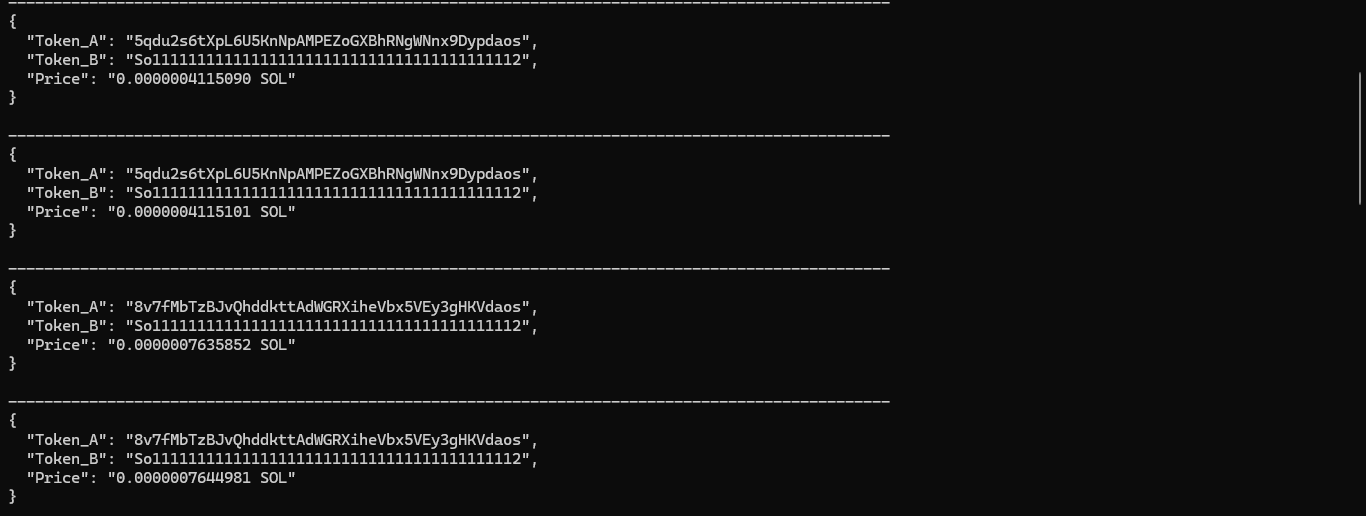 {
"Token_A": "5qdu2s6tXpL6U5KnNpAMPEZoGXBhRNgWNnx9Dypdaos",
"Token_B": "So11111111111111111111111111111111111111112",
"Price": "0.0000004115090 SOL"
}
{
"Token_A": "5qdu2s6tXpL6U5KnNpAMPEZoGXBhRNgWNnx9Dypdaos",
"Token_B": "So11111111111111111111111111111111111111112",
"Price": "0.0000004115101 SOL"
}
{
"Token_A": "8v7fMbTzBJvQhddkttAdWGRXiheVbx5VEy3gHKVdaos",
"Token_B": "So11111111111111111111111111111111111111112",
"Price": "0.0000007635852 SOL"
}
{
"Token_A": "8v7fMbTzBJvQhddkttAdWGRXiheVbx5VEy3gHKVdaos",
"Token_B": "So11111111111111111111111111111111111111112",
"Price": "0.0000007644981 SOL"
}